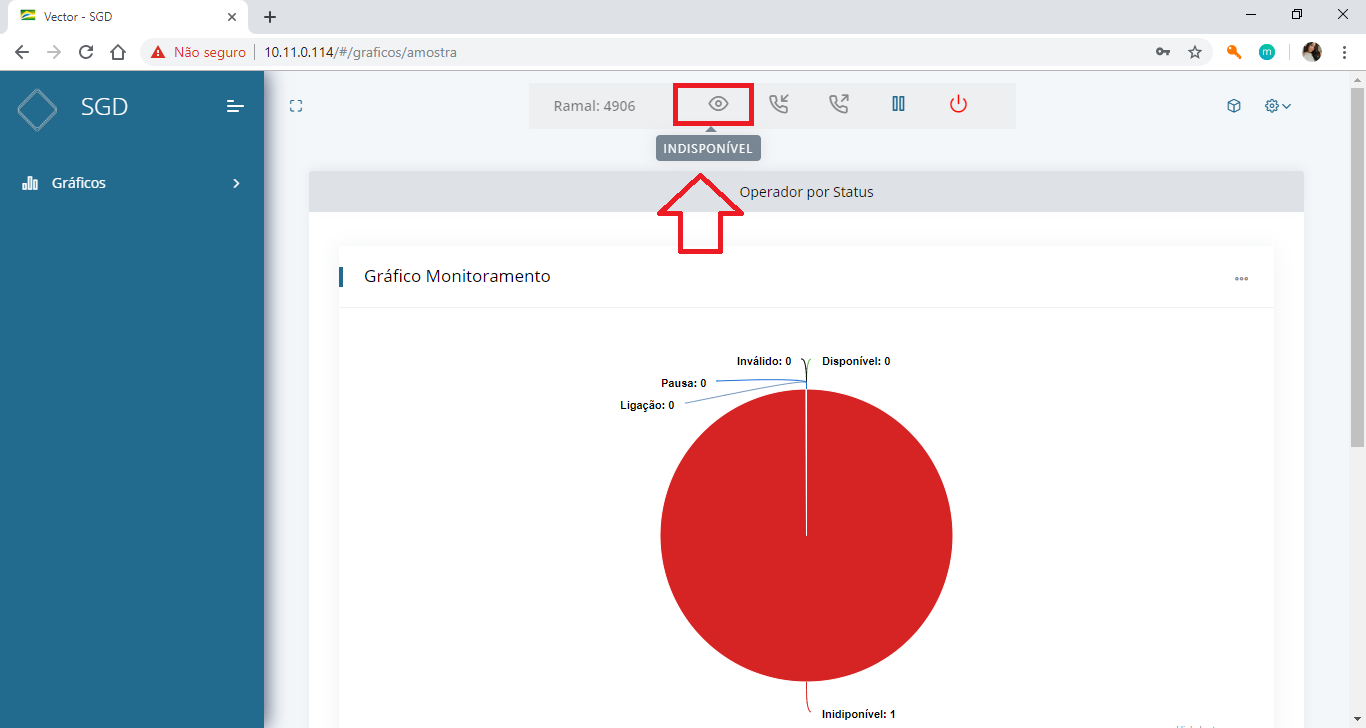 Vector - SGD
Não seguro 10.11.0.114/#/graficos/amostra
m
SGD
Ramal: 4906
INDISPONÍVEL
Gráficos
Operador por Status
Gráfico Monitoramento
Inválido: 0 Disponível: 0
Pausa: 0
Ligação: 0
Inidiponível: 1